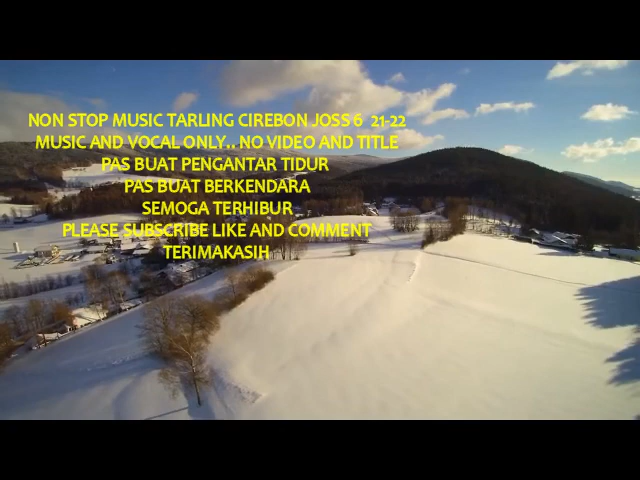 NON STOP MUSIC TARLING CIREBON JOSS 6  21-22
MUSIC AND VOCAL ONLY.. NO VIDEO AND TITLE
PAS BUAT PENGANTAR TIDUR
PAS BUAT BERKENDARA
SEMOGA TERHIBUR
PLEASE SUBSCRIBE LIKE AND COMMENT
TERIMAKASIH